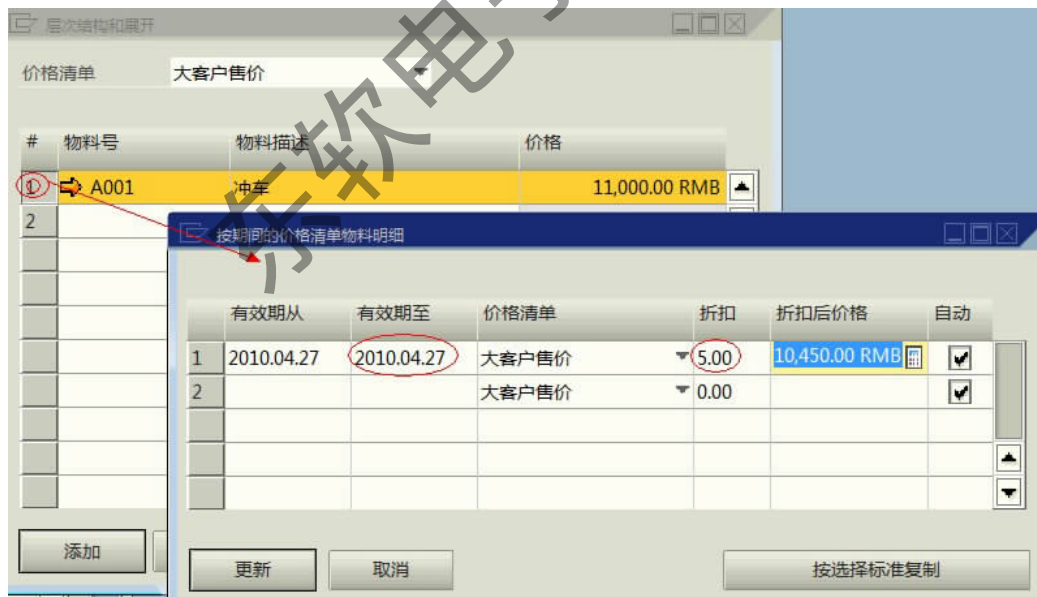 层次结构和展开
价格清单 大客户售价
# 物料号 物料描述 价格
1 A001 冲车 11,000.00 RMB
2
按期间的价格清单物料明细
有效期从 有效期至 价格清单 折扣 折扣后价格 自动
1 2010.04.27 2010.04.27 大客户售价 5.00 10,450.00 RMB
2 大客户售价 0.00
添加
更新 取消 按选择标准复制
东软电子